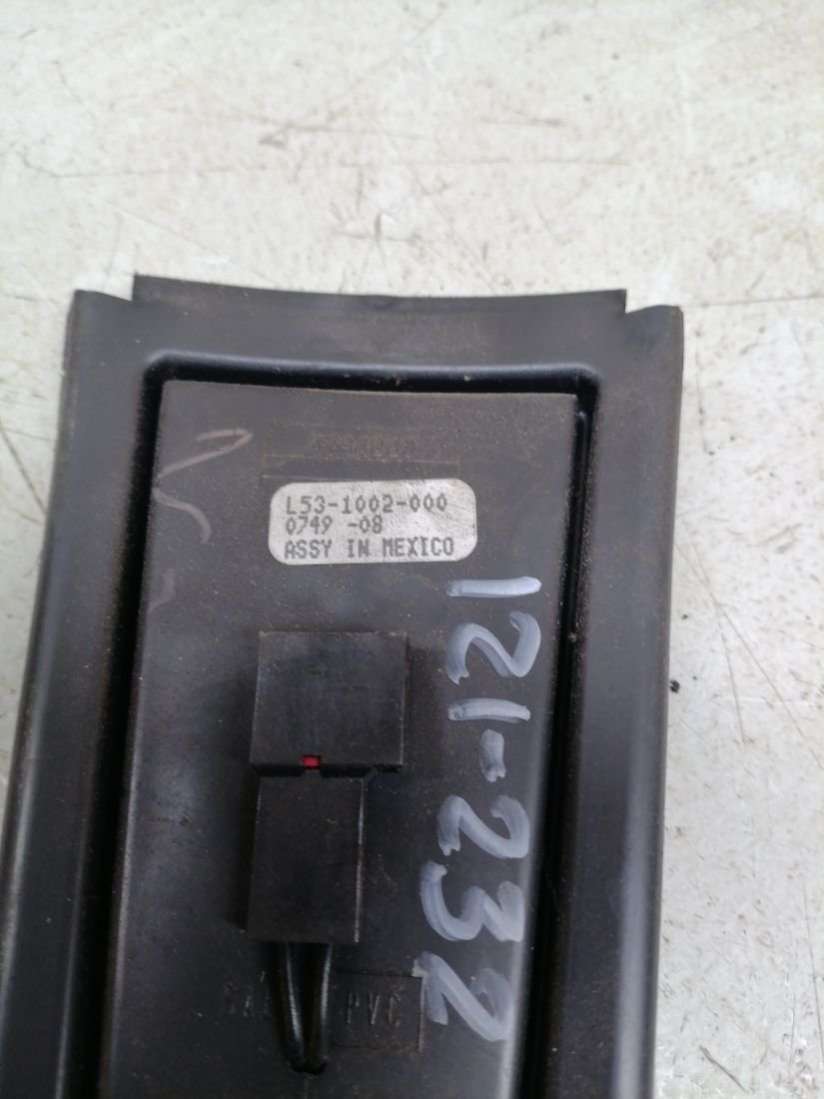 L53-1002-000
0749 -08
ASSY IN MEXICO
121-232
PVC